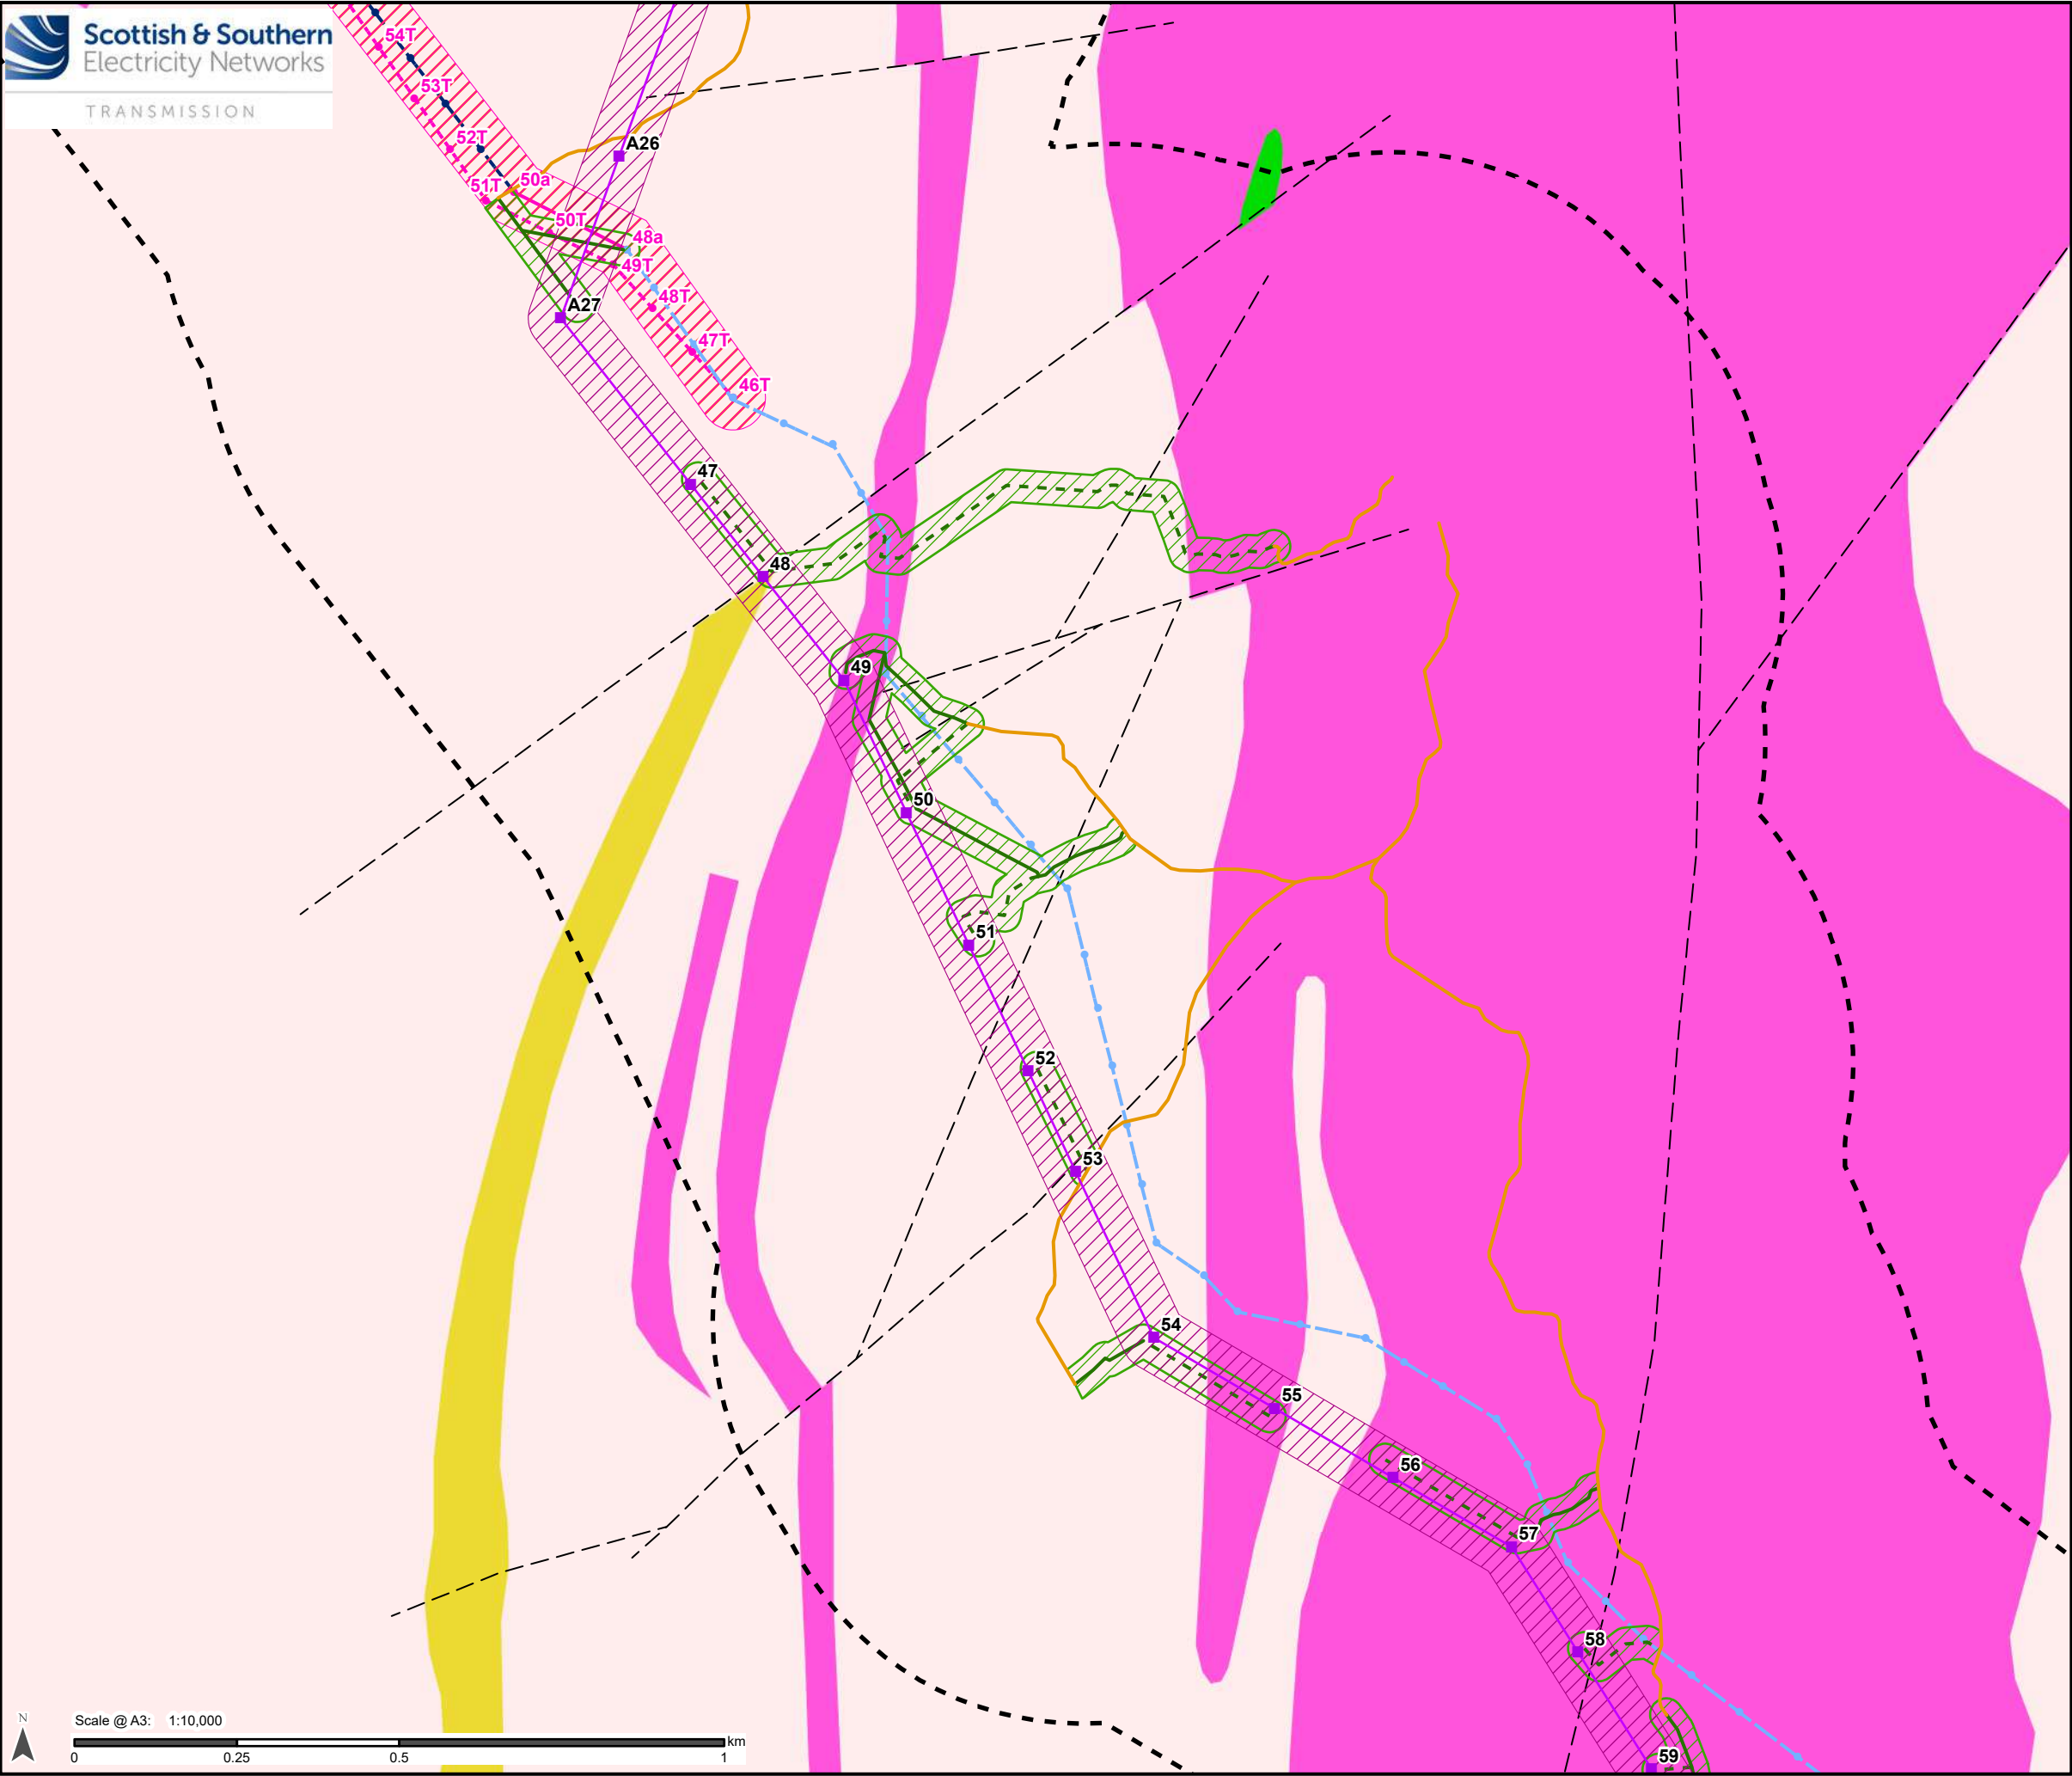 Scottish & Southern
Electricity Networks
TRANSMISSION
54T
53T
52T
51T
50a
A26
50T
48a
49T
48T
A27
47T
46T
47
48
49
50
51
52
53
54
55
56
57
58
59
N
Scale @ A3: 1:10,000
km
0 0.25 0.5 1